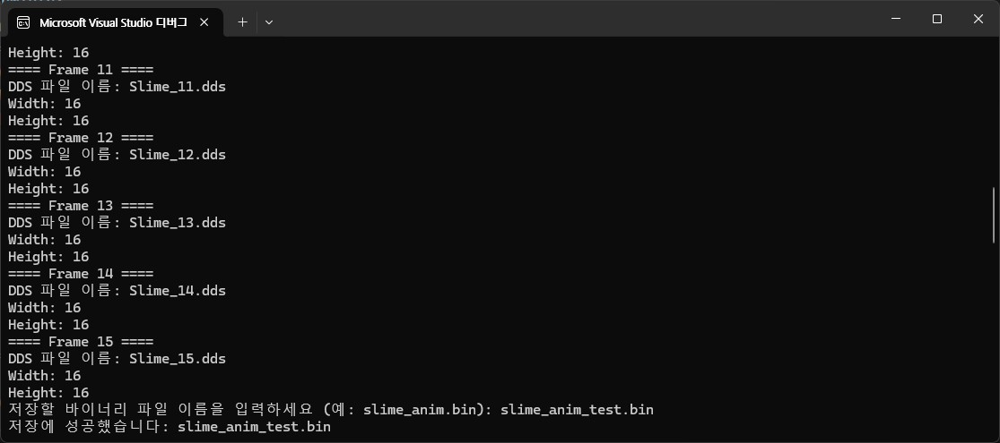 Microsoft Visual Studio 디버그
Height: 16
==== Frame 11 ====
DDS 파일 이름: Slime_11.dds
Width: 16
Height: 16
==== Frame 12 ====
DDS 파일 이름: Slime_12.dds
Width: 16
Height: 16
==== Frame 13 ====
DDS 파일 이름: Slime_13.dds
Width: 16
Height: 16
==== Frame 14 ====
DDS 파일 이름: Slime_14.dds
Width: 16
Height: 16
==== Frame 15 ====
DDS 파일 이름: Slime_15.dds
Width: 16
Height: 16
저장할 바이너리 파일 이름을 입력하세요 (예: slime_anim.bin): slime_anim_test.bin
저장에 성공했습니다: slime_anim_test.bin